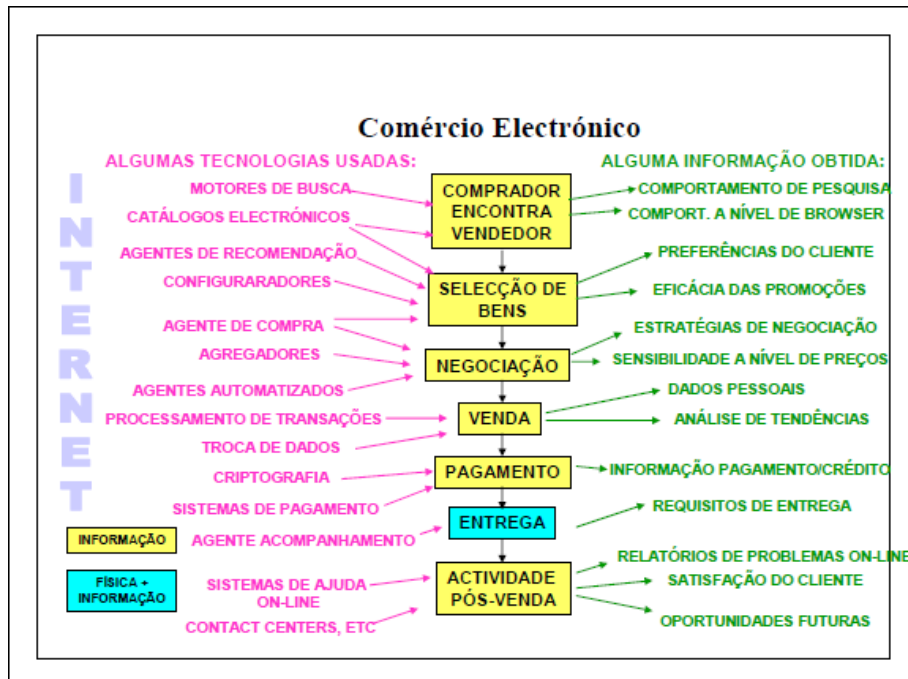 Comércio Electrónico
ALGUMAS TECNOLOGIAS USADAS:
ALGUMA INFORMAÇÃO OBTIDA:
INTERNET
MOTORES DE BUSCA
CATÁLOGOS ELECTRÓNICOS
AGENTES DE RECOMENDAÇÃO
CONFIGURARADORES
AGENTE DE COMPRA
AGREGADORES
AGENTES AUTOMATIZADOS
PROCESSAMENTO DE TRANSAÇÕES
TROCA DE DADOS
CRIPTOGRAFIA
SISTEMAS DE PAGAMENTO
AGENTE ACOMPANHAMENTO
SISTEMAS DE AJUDA
ON-LINE
CONTACT CENTERS, ETC
COMPRADOR
ENCONTRA
VENDEDOR
SELECÇÃO DE
BENS
NEGOCIAÇÃO
VENDA
PAGAMENTO
ENTREGA
ACTIVIDADE
PÓS-VENDA
COMPORTAMENTO DE PESQUISA
COMPORT. A NÍVEL DE BROWSER
PREFERÊNCIAS DO CLIENTE
EFICÁCIA DAS PROMOÇÕES
ESTRATÉGIAS DE NEGOCIAÇÃO
SENSIBILIDADE A NÍVEL DE PREÇOS
DADOS PESSOAIS
ANÁLISE DE TENDÊNCIAS
INFORMAÇÃO PAGAMENTO/CRÉDITO
REQUISITOS DE ENTREGA
RELATÓRIOS DE PROBLEMAS ON-LINE
SATISFAÇÃO DO CLIENTE
OPORTUNIDADES FUTURAS
INFORMAÇÃO
FÍSICA +
INFORMAÇÃO